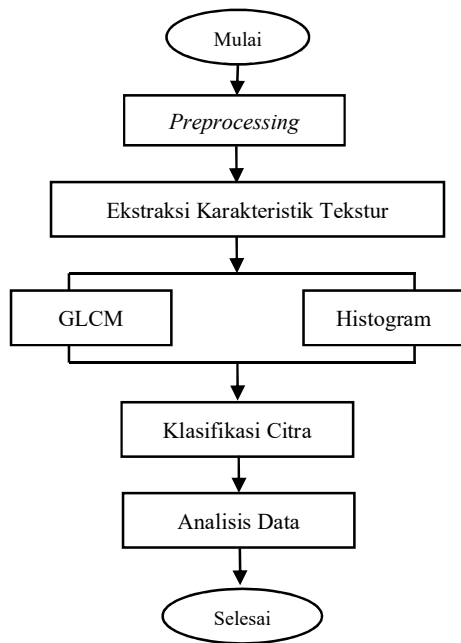 Mulai
Preprocessing
Ekstraksi Karakteristik Tekstur
GLCM
Histogram
Klasifikasi Citra
Analisis Data
Selesai